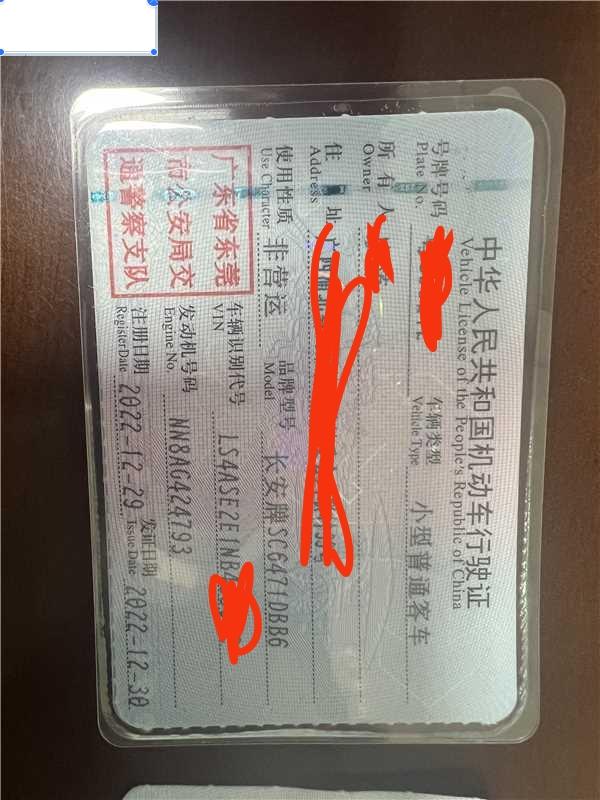 中华人民共和国机动车行驶证
Vehicle License of the People's Republic of China
号牌号码
Plate No.
车辆类型 小型普通客车
Vehicle Type
所有人
Owner
住址 广西
Address
使用性质 非营运
Use Character
品牌型号 长安牌SC6471DBB6
Model
广东省东莞
市公安局交
通警察支队
车辆识别代号 LS4ASE2E1NB4
VIN
发动机号码 NN8AG424793
Engine No.
注册日期 2022-12-29
Register Date
发证日期 2022-12-30
Issue Date